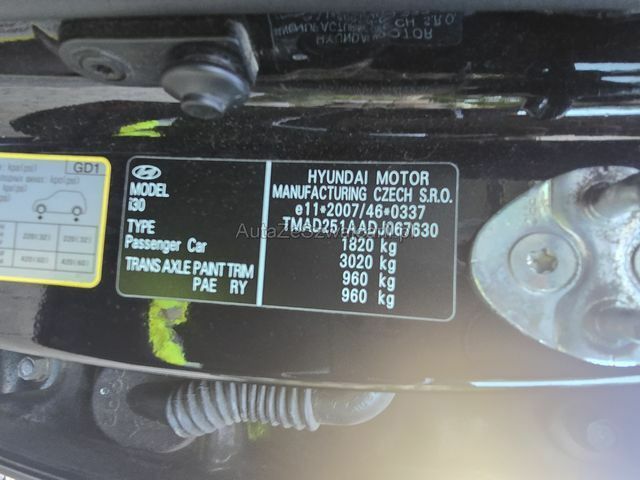 GD1
HYUNDAI MOTOR
MANUFACTURING CZECH S.R.O.
e11*2007/46*0337
TMAD251AADJ067630
1820 kg
3020 kg
960 kg
960 kg
MODEL
i30
TYPE
Passenger Car
TRANS AXLE PAINT TRIM
PAE RY